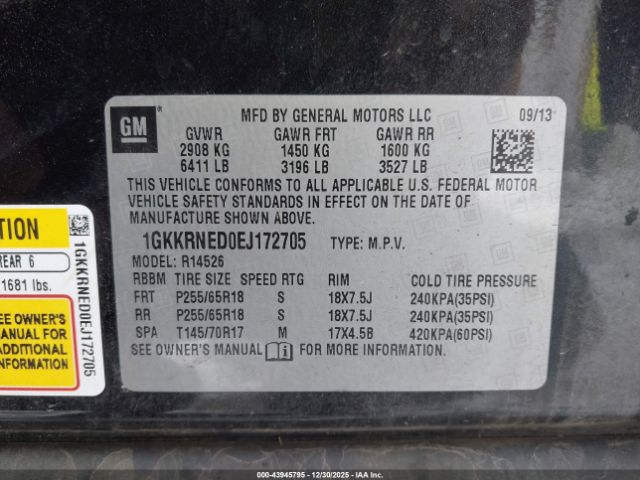 GM
MFD BY GENERAL MOTORS LLC 09/13
GVWR GAWR FRT GAWR RR
2908 KG 1450 KG 1600 KG
6411 LB 3196 LB 3527 LB
THIS VEHICLE CONFORMS TO ALL APPLICABLE U.S. FEDERAL MOTOR
VEHICLE SAFETY STANDARDS IN EFFECT ON THE DATE OF
MANUFACTURE SHOWN ABOVE.
1GKKRNED0EJ172705 TYPE: M.P.V.
MODEL: R14526
RBBM TIRE SIZE SPEED RTG RIM COLD TIRE PRESSURE
FRT P255/65R18 S 18X7.5J 240KPA(35PSI)
RR P255/65R18 S 18X7.5J 240KPA(35PSI)
SPA T145/70R17 M 17X4.5B 420KPA(60PSI)
SEE OWNER'S MANUAL FOR MORE INFORMATION.
TION
REAR 6
1681 lbs.
EE OWNER'S
MANUAL FOR
ADDITIONAL
FORMATION
1GKKRNED0EJ172705
000-43945795 - 12/30/2025 - IAAI.COM